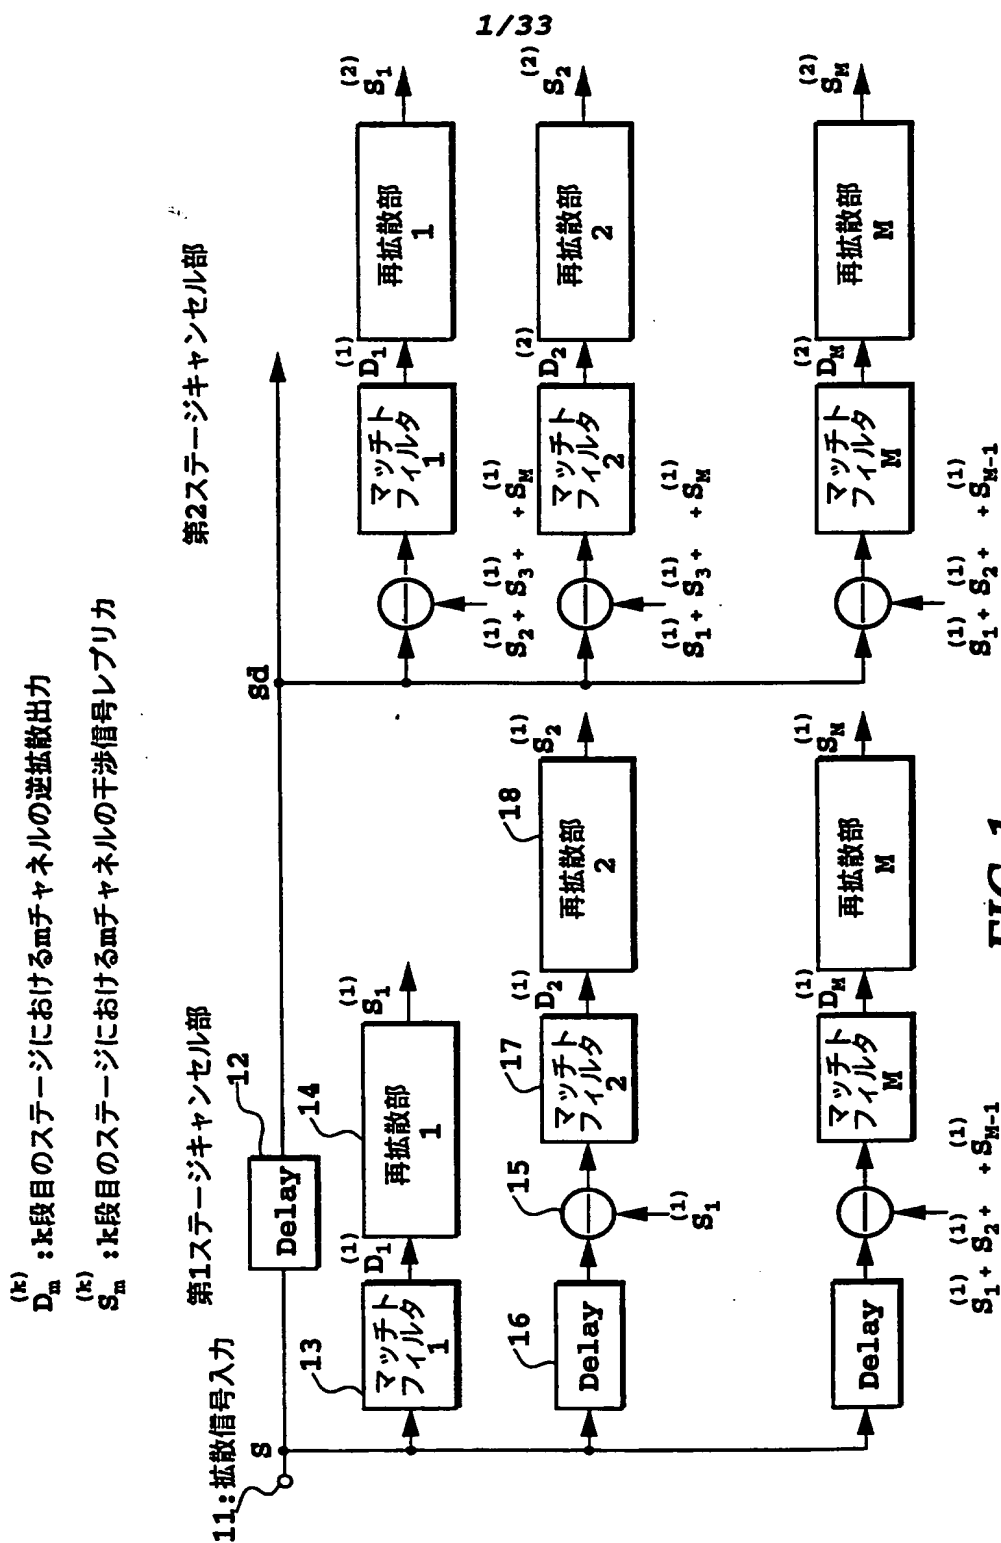 1/33
D_m^(k) :k段目のステージにおけるmチャネルの逆拡散出力
S_m^(k) :k段目のステージにおけるmチャネルの干渉信号レプリカ
第1ステージキャンセル部
第2ステージキャンセル部
11:拡散信号入力
S
Delay
12
Sd
13
マッチト
フィルタ
1
D_1^(1)
14
再拡散部
1
S_1^(1)
16
Delay
15
S_1^(1)
17
マッチト
フィルタ
2
D_2^(1)
18
再拡散部
2
S_2^(1)
Delay
S_1^(1)+S_2^(1)+ +S_M-1^(1)
マッチト
フィルタ
M
D_M^(1)
再拡散部
M
S_M^(1)
S_2^(1)+S_3^(1)+ +S_M^(1)
マッチト
フィルタ
1
D_1^(1)
再拡散部
1
S_1^(2)
S_1^(1)+S_3^(1)+ +S_M^(1)
マッチト
フィルタ
2
D_2^(2)
再拡散部
2
S_2^(2)
S_1^(1)+S_2^(1)+ +S_M-1^(1)
マッチト
フィルタ
M
D_M^(2)
再拡散部
M
S_M^(2)
FIG.1